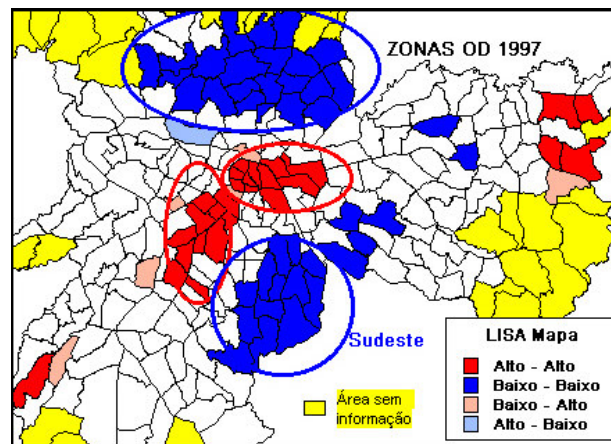 ZONAS OD 1997
Sudeste
Área sem
informação
LISA Mapa
Alto - Alto
Baixo - Baixo
Baixo - Alto
Alto - Baixo